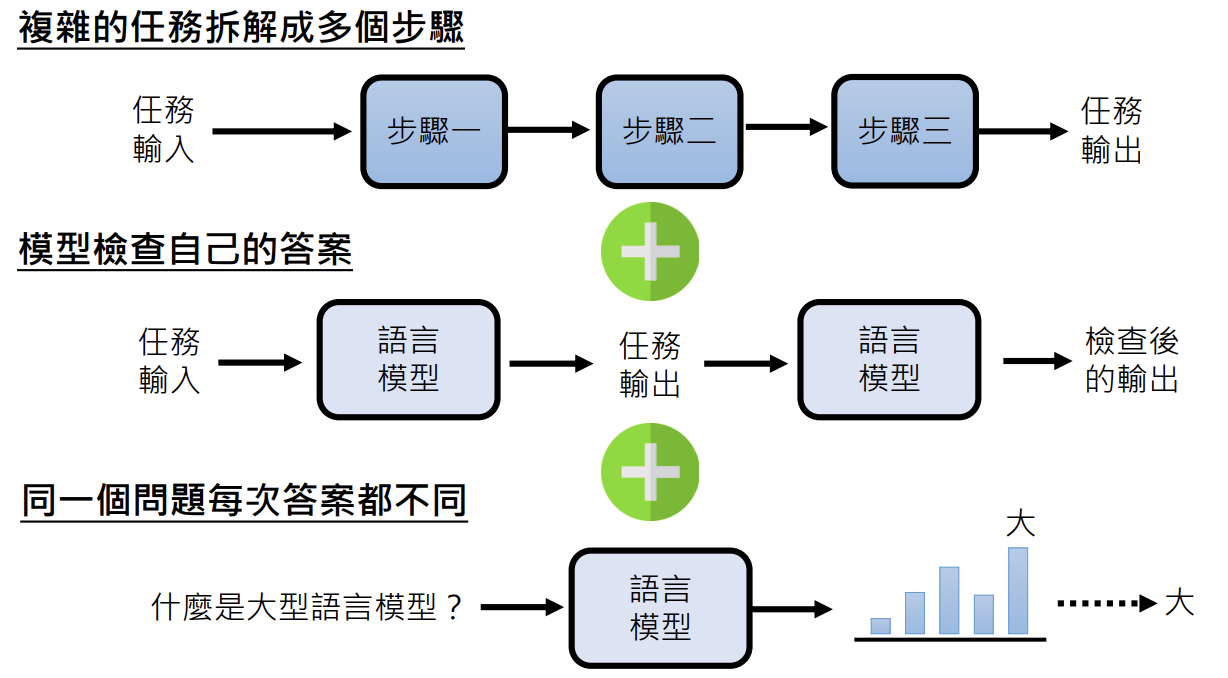 複雜的任務拆解成多個步驟
任務
輸入
步驟一
步驟二
步驟三
任務
輸出
模型檢查自己的答案
任務
輸入
語言
模型
任務
輸出
語言
模型
檢查後
的輸出
同一個問題每次答案都不同
什麼是大型語言模型？
語言
模型
大
大